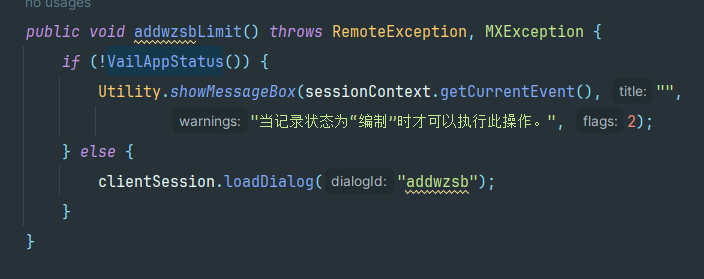 no usages
public void addwzsbLimit() throws RemoteException, MXException {
if (!VailAppStatus()) {
Utility.showMessageBox(sessionContext.getCurrentEvent(), title: "",
warnings: "当记录状态为“编制”时才可以执行此操作。", flags: 2);
} else {
clientSession.loadDialog( dialogId: "addwzsb");
}
}